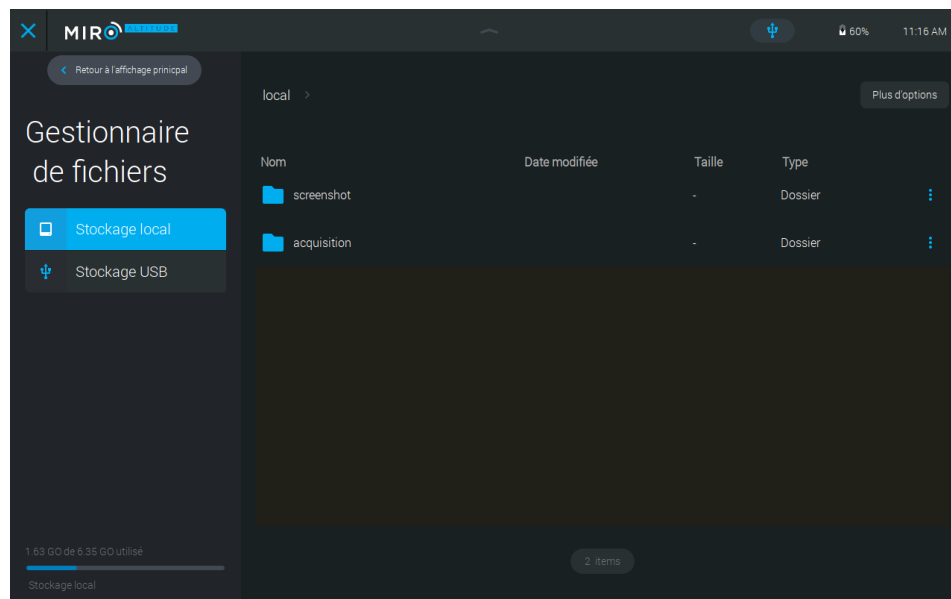 MIRO ALTITUDE
60%
11:16 AM
Retour à l'affichage prinicpal
local
Plus d'options
Gestionnaire
de fichiers
Nom
Date modifiée
Taille
Type
screenshot
-
Dossier
acquisition
-
Dossier
Stockage local
Stockage USB
1.63 GO de 6.35 GO utilisé
Stockage local
2 items